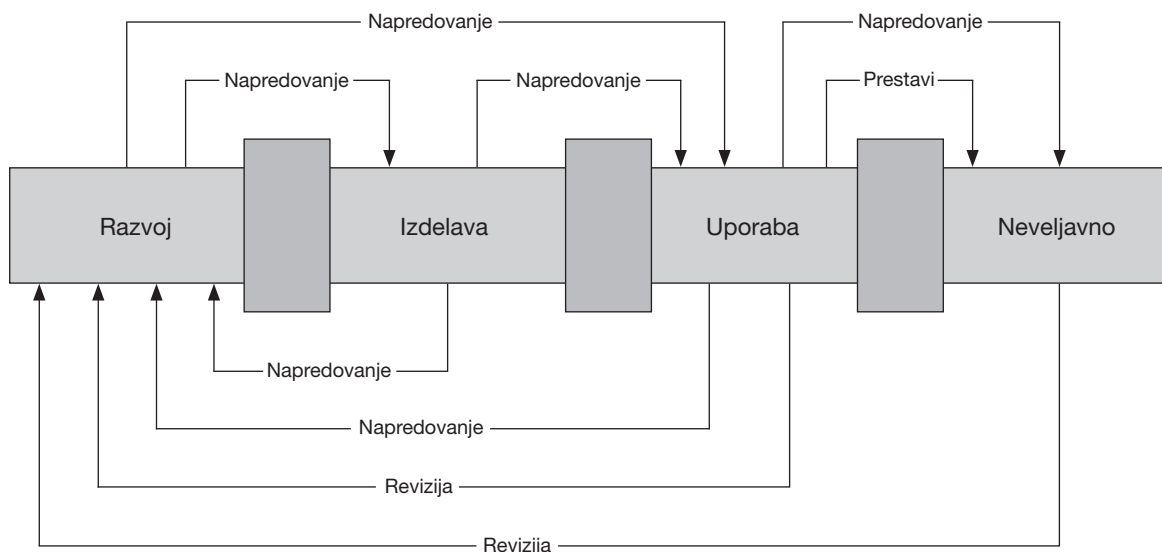 Napredovanje
Napredovanje
Napredovanje
Napredovanje
Prestavi
Razvoj
Izdelava
Uporaba
Neveljavno
Napredovanje
Napredovanje
Revizija
Revizija